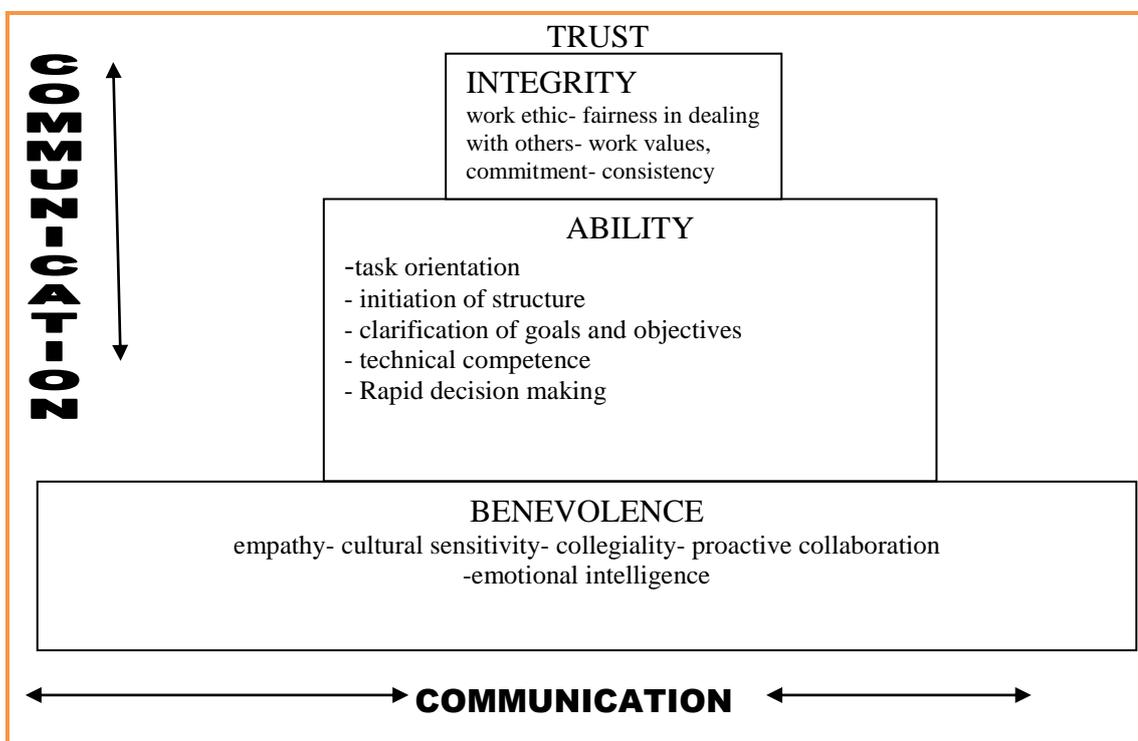 TRUST
COMMUNICATION
INTEGRITY
work ethic- fairness in dealing
with others- work values,
commitment- consistency
ABILITY
-task orientation
- initiation of structure
- clarification of goals and objectives
- technical competence
- Rapid decision making
BENEVOLENCE
empathy- cultural sensitivity- collegiality- proactive collaboration
-emotional intelligence
COMMUNICATION